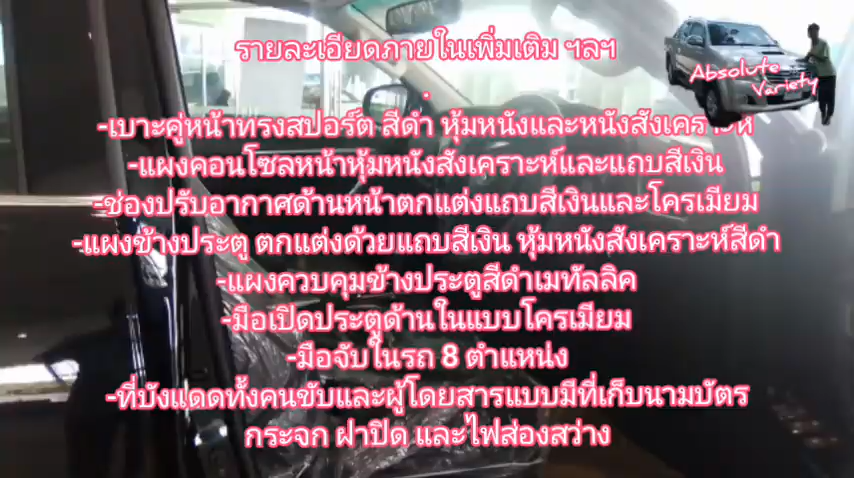 รายละเอียดภายในเพิ่มเติม ฯลฯ
.
Absolute
Variety
-เบาะคู่หน้าทรงสปอร์ต สีดำ หุ้มหนังและหนังสังเคราะห์
-แผงคอนโซลหน้าหุ้มหนังสังเคราะห์และแถบสีเงิน
-ช่องปรับอากาศด้านหน้าตกแต่งแถบสีเงินและโครเมียม
-แผงข้างประตู ตกแต่งด้วยแถบสีเงิน หุ้มหนังสังเคราะห์สีดำ
-แผงควบคุมข้างประตูสีดำเมทัลลิค
-มือเปิดประตูด้านในแบบโครเมียม
-มือจับในรถ 8 ตำแหน่ง
-ที่บังแดดทั้งคนขับและผู้โดยสารแบบมีที่เก็บนามบัตร
กระจก ฝาปิด และไฟส่องสว่าง